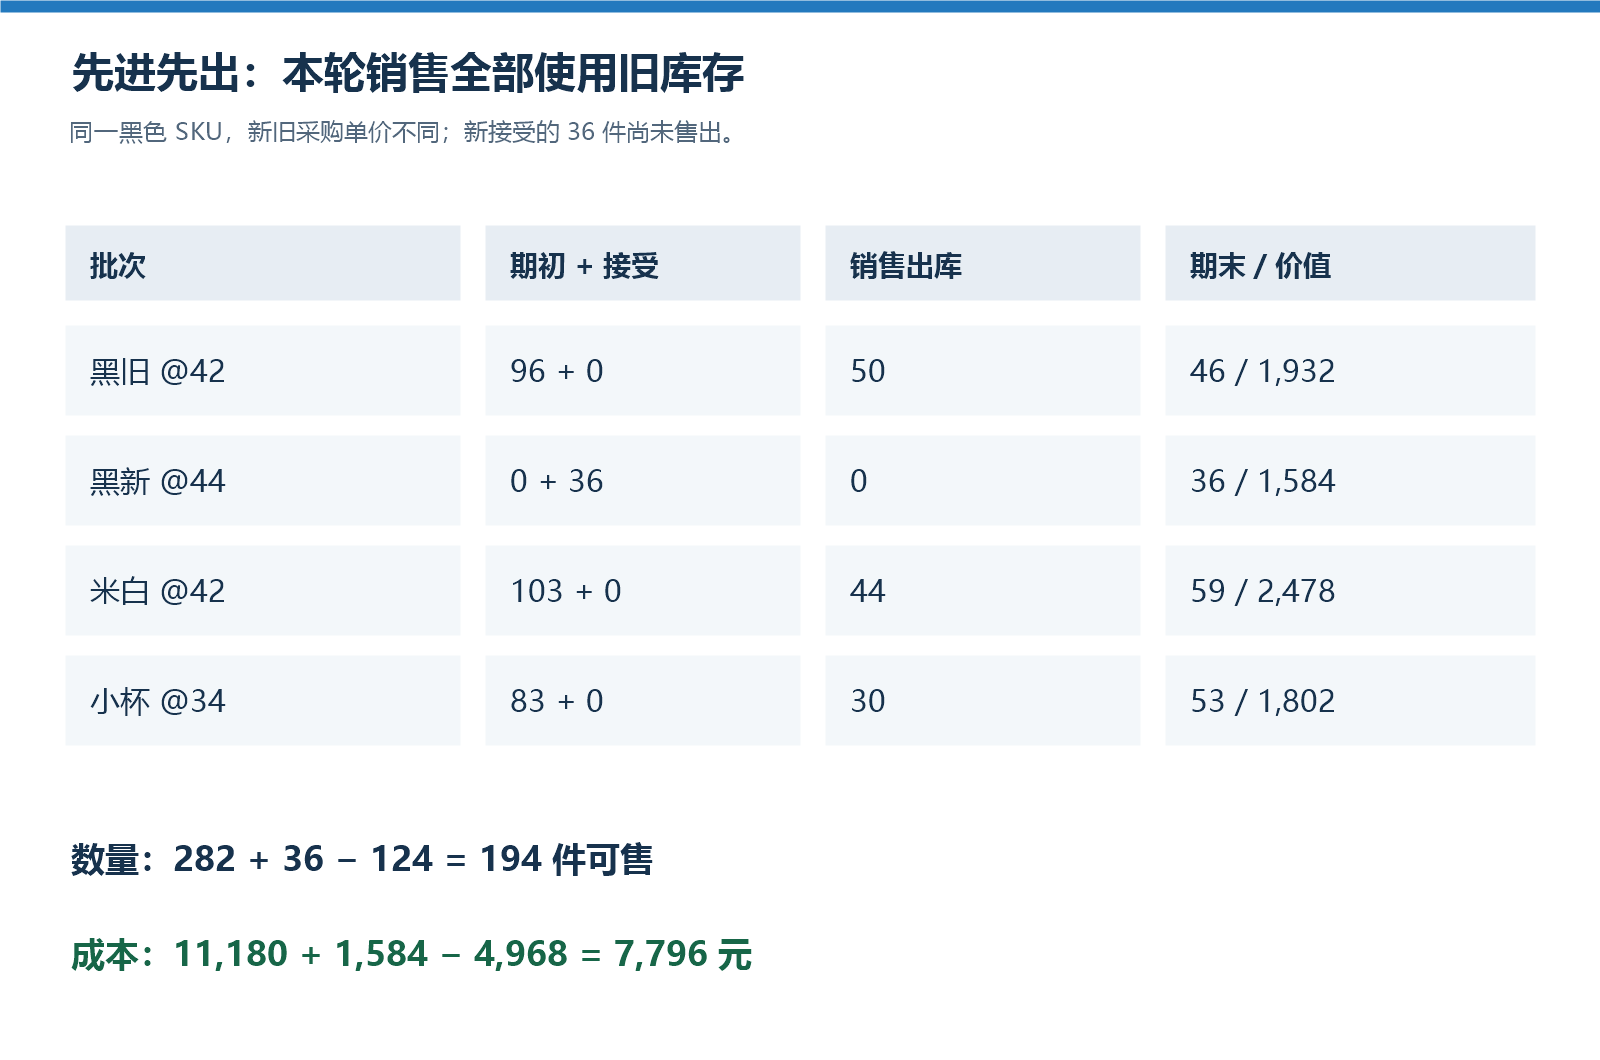 先进先出：本轮销售全部使用旧库存
同一黑色 SKU，新旧采购单价不同；新接受的 36 件尚未售出。
批次 期初 + 接受 销售出库 期末 / 价值
黑旧 @42 96 + 0 50 46 / 1,932
黑新 @44 0 + 36 0 36 / 1,584
米白 @42 103 + 0 44 59 / 2,478
小杯 @34 83 + 0 30 53 / 1,802
数量：282 + 36 − 124 = 194 件可售
成本：11,180 + 1,584 − 4,968 = 7,796 元